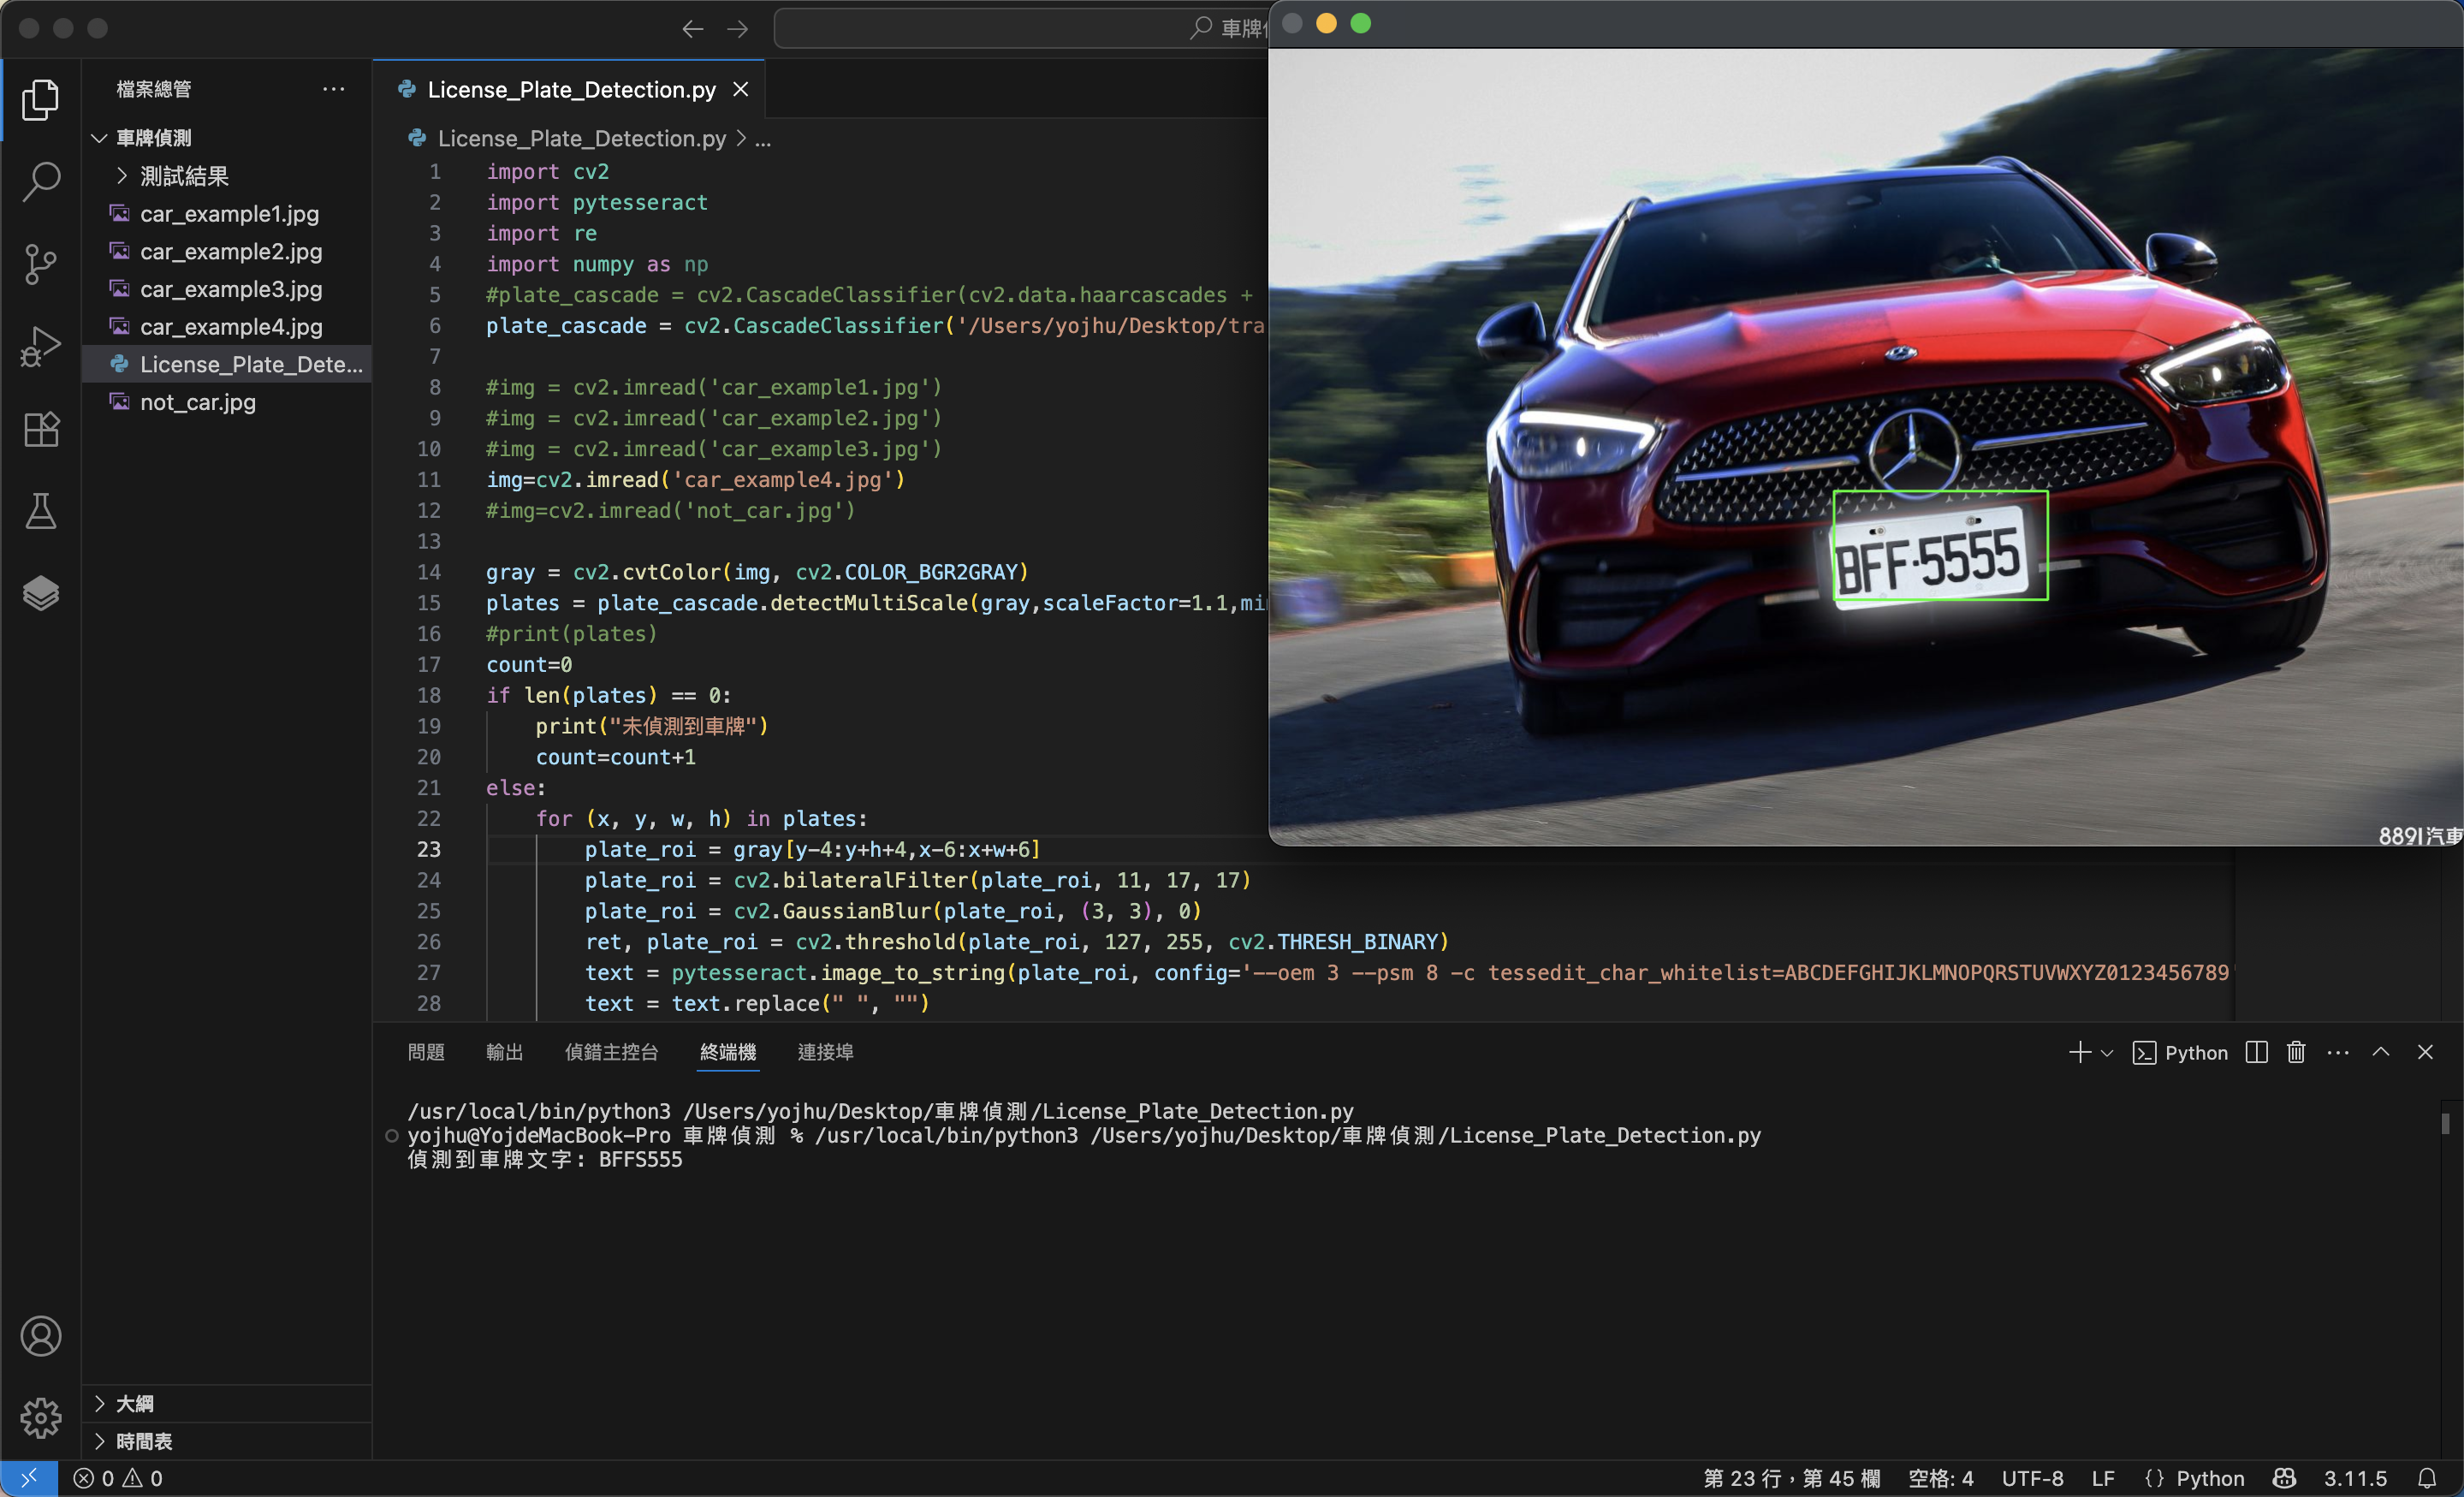 車牌
檔案總管
車牌偵測
測試結果
car_example1.jpg
car_example2.jpg
car_example3.jpg
car_example4.jpg
License_Plate_Dete...
not_car.jpg
大綱
時間表
License_Plate_Detection.py
License_Plate_Detection.py > ...
1 import cv2
2 import pytesseract
3 import re
4 import numpy as np
5 #plate_cascade = cv2.CascadeClassifier(cv2.data.haarcascades +
6 plate_cascade = cv2.CascadeClassifier('/Users/yojhu/Desktop/tra
7
8 #img = cv2.imread('car_example1.jpg')
9 #img = cv2.imread('car_example2.jpg')
10 #img = cv2.imread('car_example3.jpg')
11 img=cv2.imread('car_example4.jpg')
12 #img=cv2.imread('not_car.jpg')
13
14 gray = cv2.cvtColor(img, cv2.COLOR_BGR2GRAY)
15 plates = plate_cascade.detectMultiScale(gray,scaleFactor=1.1,mi
16 #print(plates)
17 count=0
18 if len(plates) == 0:
19 print("未偵測到車牌")
20 count=count+1
21 else:
22 for (x, y, w, h) in plates:
23 plate_roi = gray[y-4:y+h+4,x-6:x+w+6]
24 plate_roi = cv2.bilateralFilter(plate_roi, 11, 17, 17)
25 plate_roi = cv2.GaussianBlur(plate_roi, (3, 3), 0)
26 ret, plate_roi = cv2.threshold(plate_roi, 127, 255, cv2.THRESH_BINARY)
27 text = pytesseract.image_to_string(plate_roi, config='--oem 3 --psm 8 -c tessedit_char_whitelist=ABCDEFGHIJKLMNOPQRSTUVWXYZ0123456789
28 text = text.replace(" ", "")
BFF-5555
8891汽車
問題 輸出 偵錯主控台 終端機 連接埠
Python
/usr/local/bin/python3 /Users/yojhu/Desktop/車牌偵測/License_Plate_Detection.py
yojhu@YojdeMacBook-Pro 車牌偵測 % /usr/local/bin/python3 /Users/yojhu/Desktop/車牌偵測/License_Plate_Detection.py
偵測到車牌文字: BFFS555
0 0
第 23 行，第 45 欄 空格: 4 UTF-8 LF {} Python 3.11.5